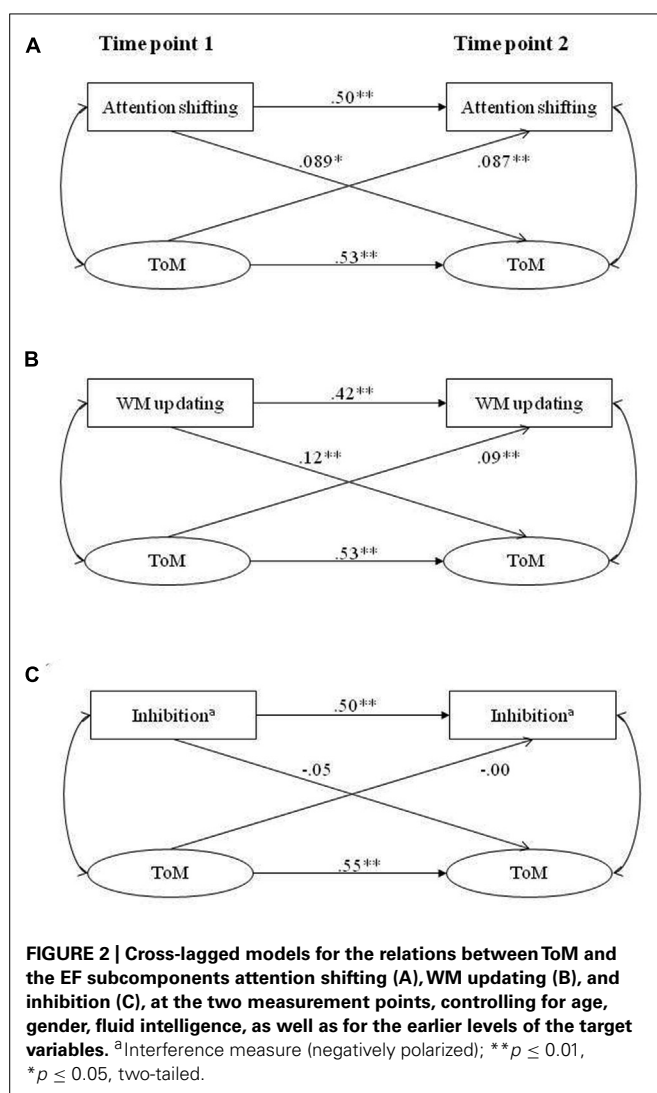 A
Time point 1 Time point 2
Attention shifting .50** Attention shifting
.089* .087**
ToM .53** ToM
B
WM updating .42** WM updating
.12** .09**
ToM .53** ToM
C
Inhibitionª .50** Inhibitionª
-.05 -.00
ToM .55** ToM
FIGURE 2 | Cross-lagged models for the relations between ToM and
the EF subcomponents attention shifting (A), WM updating (B), and
inhibition (C), at the two measurement points, controlling for age,
gender, fluid intelligence, as well as for the earlier levels of the target
variables. ªInterference measure (negatively polarized); **p ≤ 0.01,
*p ≤ 0.05, two-tailed.